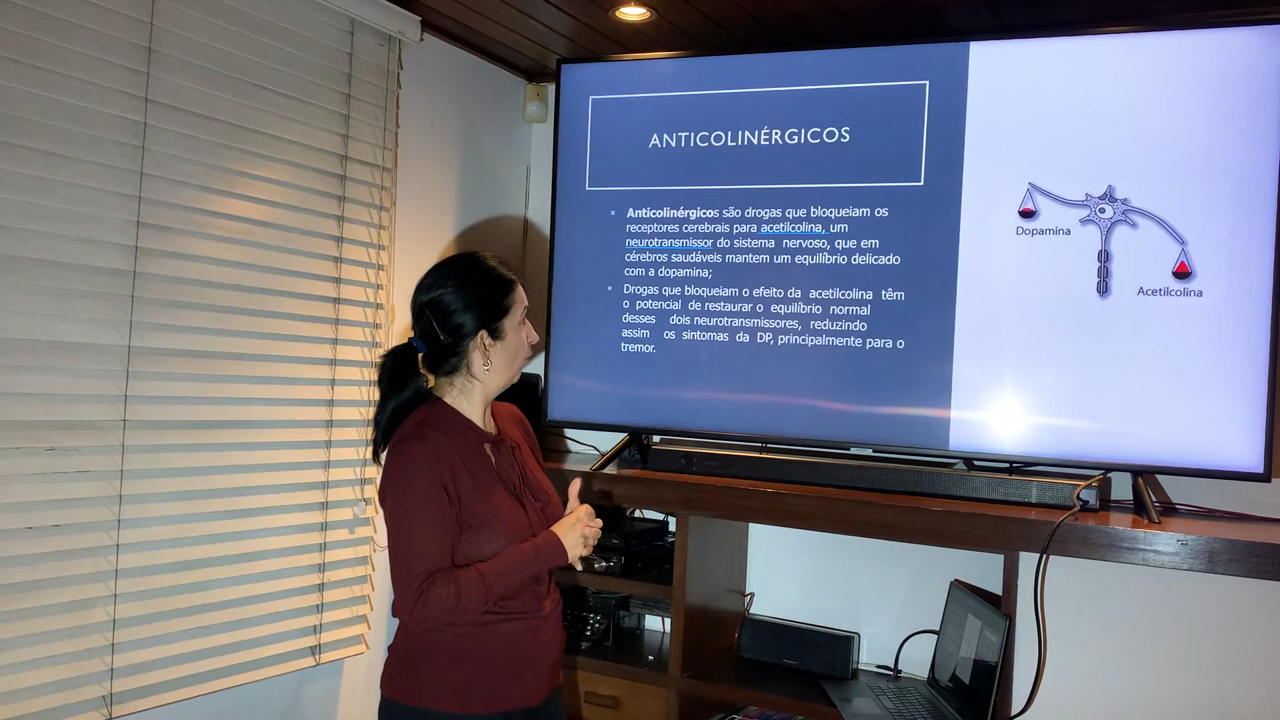 ANTICOLINÉRGICOS
Anticolinérgicos são drogas que bloqueiam os
receptores cerebrais para acetilcolina, um
neurotransmissor do sistema nervoso, que em
cérebros saudáveis mantem um equilíbrio delicado
com a dopamina;
Drogas que bloqueiam o efeito da acetilcolina têm
o potencial de restaurar o equilíbrio normal
desses dois neurotransmissores, reduzindo
assim os sintomas da DP, principalmente para o
tremor.
Dopamina
Acetilcolina